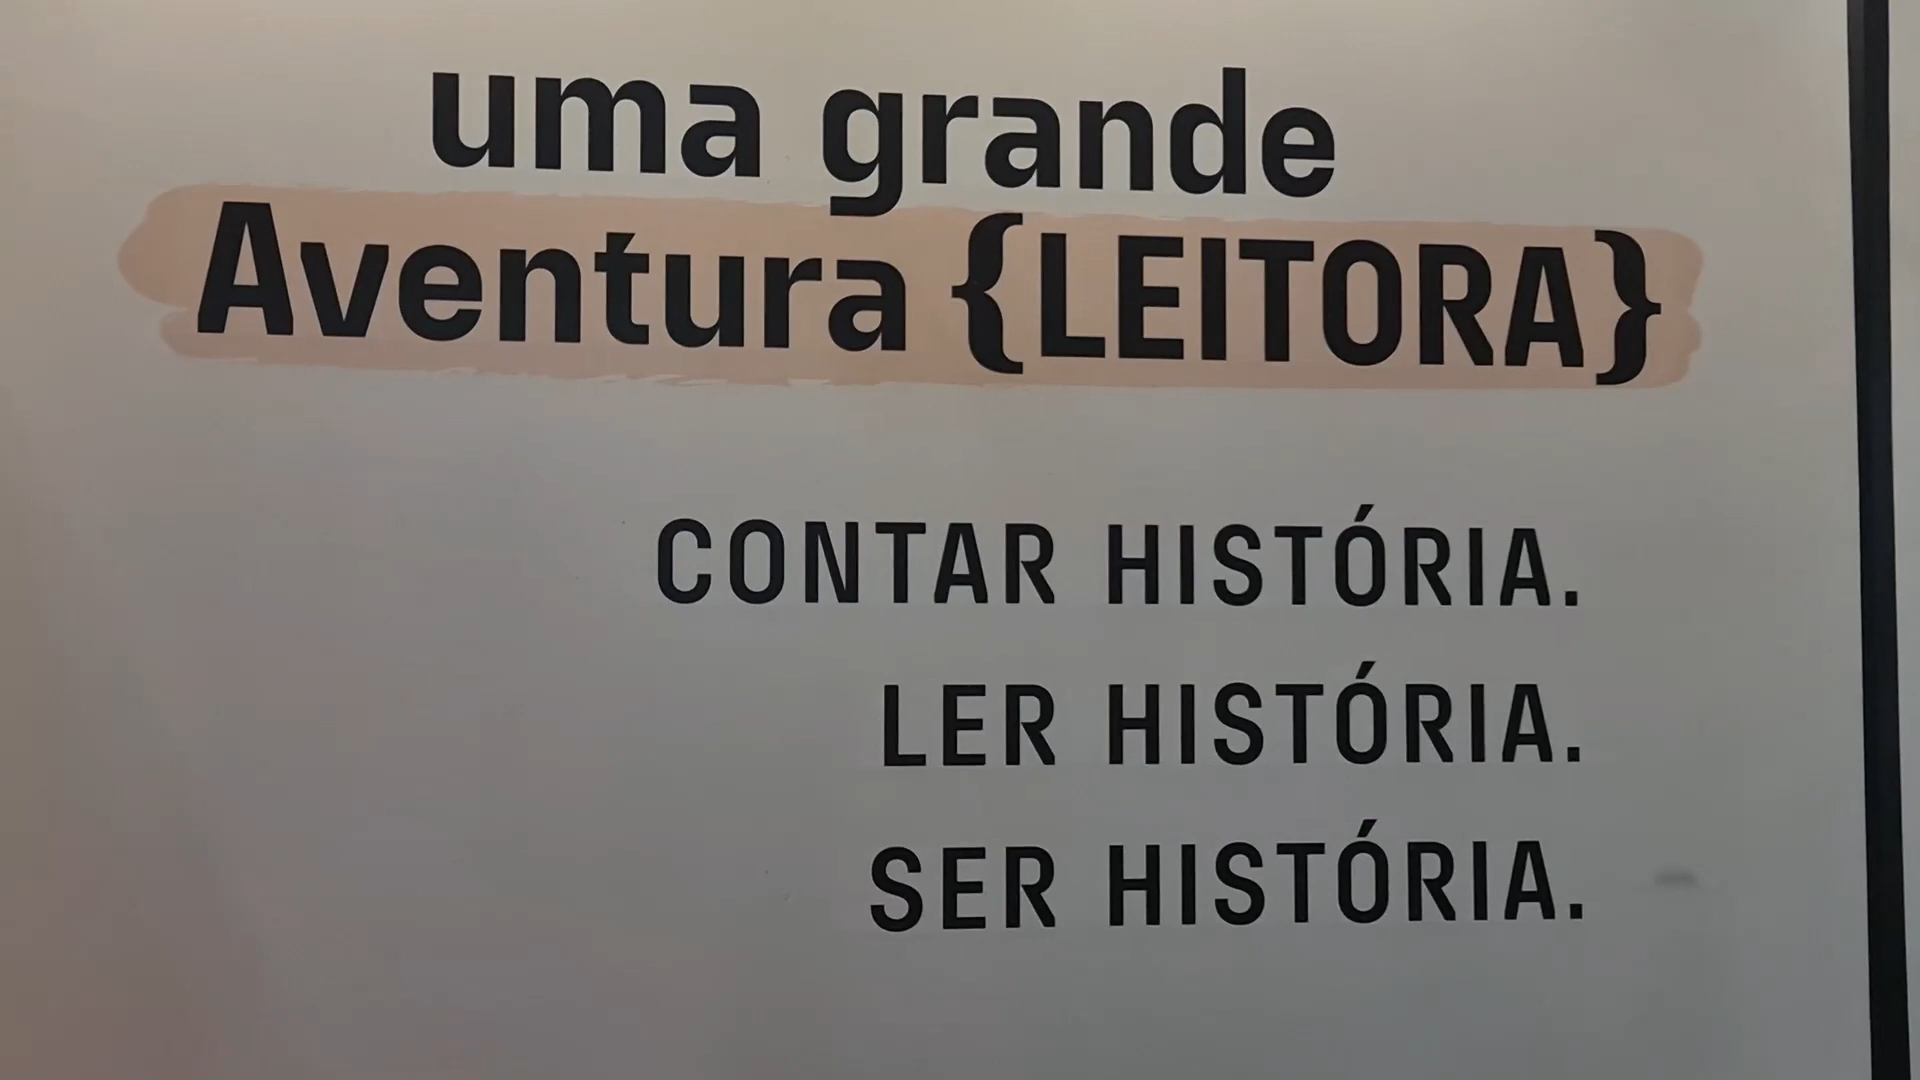 uma grande
Aventura {LEITORA}
CONTAR HISTÓRIA.
LER HISTÓRIA.
SER HISTÓRIA.